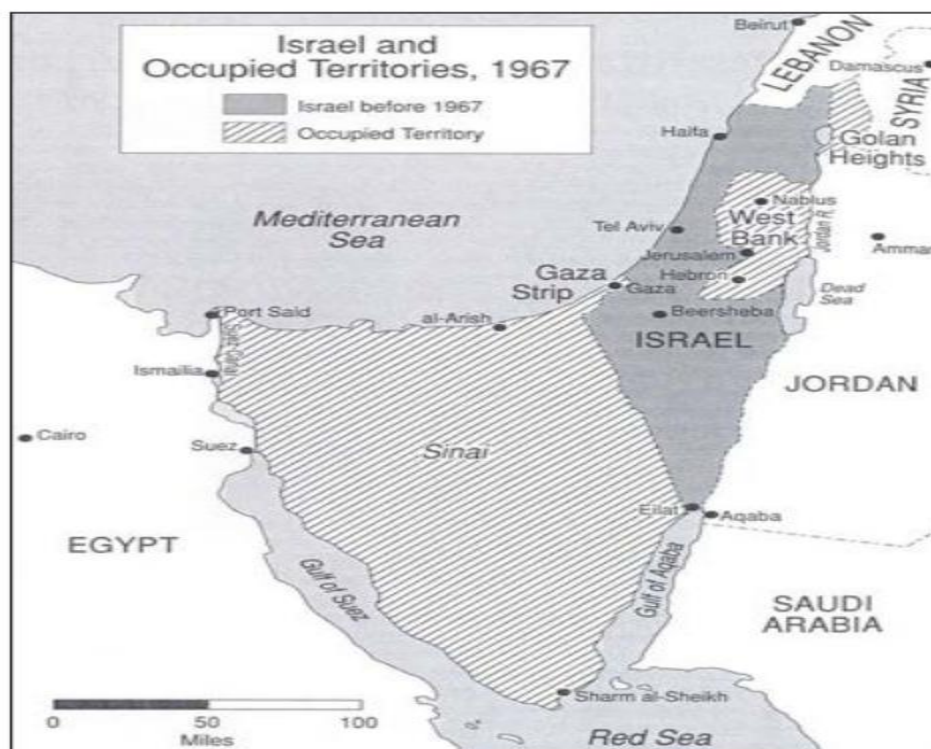 Israel and
Occupied Territories, 1967
Israel before 1967
Occupied Territory
Beirut
LEBANON
Damascus
SYRIA
Haifa
Golan
Heights
Mediterranean
Sea
Nablus
Tel Aviv
West
Bank
Jordan R.
Amman
Jerusalem
Gaza
Strip
Hebron
Gaza
Dead
Sea
Port Said
al-Arish
Beersheba
Suez Canal
ISRAEL
Ismailia
JORDAN
Cairo
Suez
Sinai
Eilat
Aqaba
EGYPT
Gulf of Suez
Gulf of Aqaba
SAUDI
ARABIA
Sharm al-Sheikh
0
50
100
Miles
Red Sea